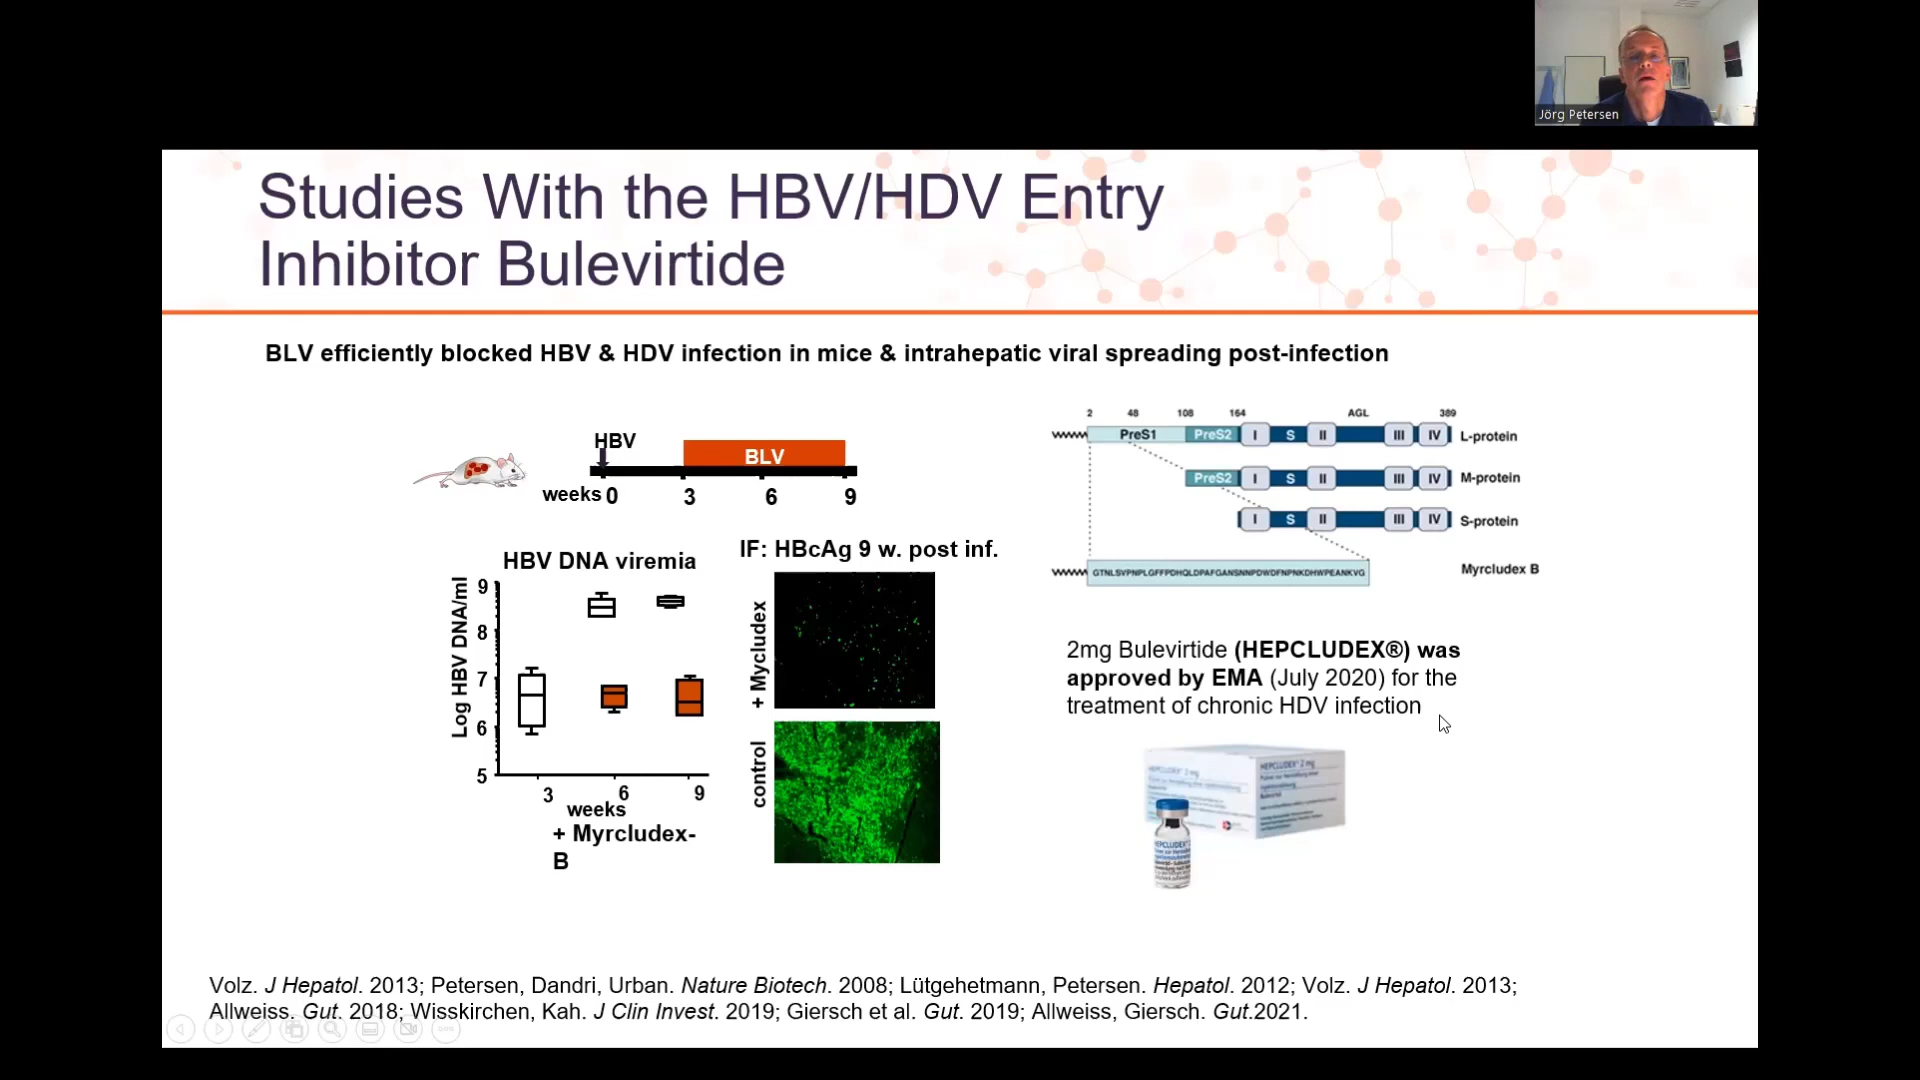 Jörg Petersen
Studies With the HBV/HDV Entry
Inhibitor Bulevirtide
BLV efficiently blocked HBV & HDV infection in mice & intrahepatic viral spreading post-infection
HBV
BLV
weeks 0 3 6 9
HBV DNA viremia
Log HBV DNA/ml
9
8
7
6
5
3 6 9
weeks
+ Myrcludex-
B
IF: HBcAg 9 w. post inf.
+ Mycludex
control
2 48 108 164 AGL 389
PreS1 PreS2 I S II III IV L-protein
PreS2 I S II III IV M-protein
I S II III IV S-protein
GTNLSVPNPLGFFPDHQLDPAFGANSNNPDWDFNPNKDHWPEANKVG Myrcludex B
2mg Bulevirtide (HEPCLUDEX®) was
approved by EMA (July 2020) for the
treatment of chronic HDV infection
HEPCLUDEX® 2 mg
HEPCLUDEX® 2 mg
HEPCLUDEX® 2
Volz. J Hepatol. 2013; Petersen, Dandri, Urban. Nature Biotech. 2008; Lütgehetmann, Petersen. Hepatol. 2012; Volz. J Hepatol. 2013;
Allweiss. Gut. 2018; Wisskirchen, Kah. J Clin Invest. 2019; Giersch et al. Gut. 2019; Allweiss, Giersch. Gut.2021.